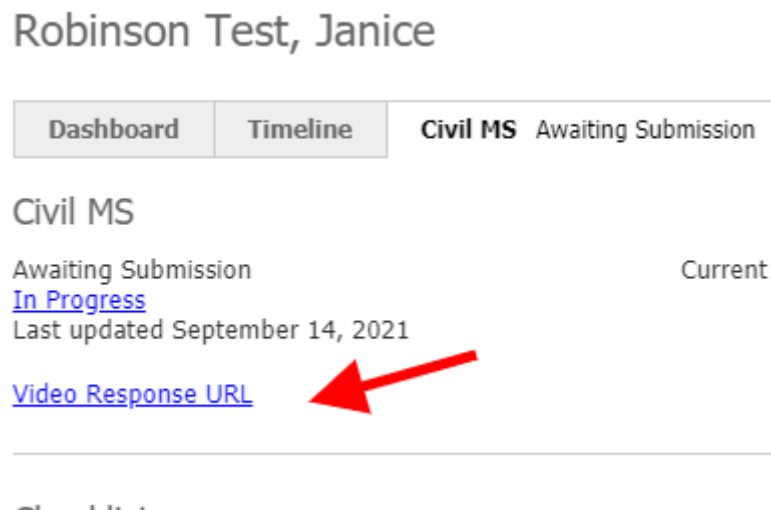 Robinson Test, Janice
Dashboard Timeline Civil MS Awaiting Submission
Civil MS
Awaiting Submission Current
In Progress
Last updated September 14, 2021
Video Response URL